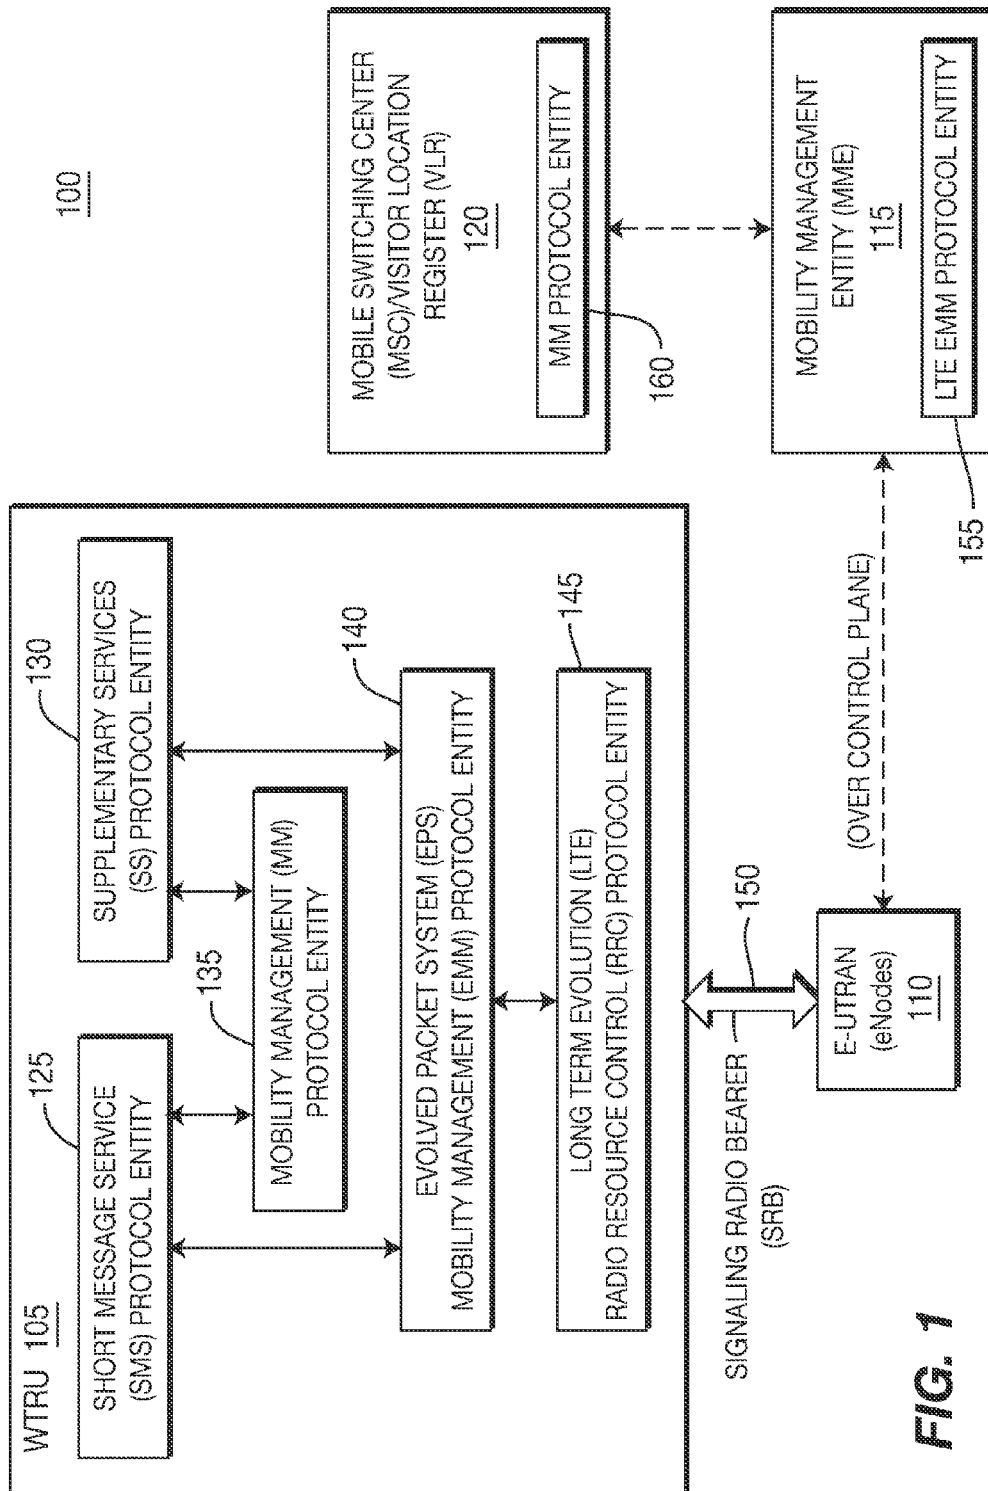 100
WTRU 105
SHORT MESSAGE SERVICE
(SMS) PROTOCOL ENTITY
125
SUPPLEMENTARY SERVICES
(SS) PROTOCOL ENTITY
130
MOBILITY MANAGEMENT (MM)
PROTOCOL ENTITY
135
EVOLVED PACKET SYSTEM (EPS)
MOBILITY MANAGEMENT (EMM) PROTOCOL ENTITY
140
LONG TERM EVOLUTION (LTE)
RADIO RESOURCE CONTROL (RRC) PROTOCOL ENTITY
145
SIGNALING RADIO BEARER
(SRB)
150
E-UTRAN
(eNodes)
110
(OVER CONTROL PLANE)
MOBILE SWITCHING CENTER
(MSC)/VISITOR LOCATION
REGISTER (VLR)
120
MM PROTOCOL ENTITY
160
MOBILITY MANAGEMENT
ENTITY (MME)
115
LTE EMM PROTOCOL ENTITY
155
FIG. 1